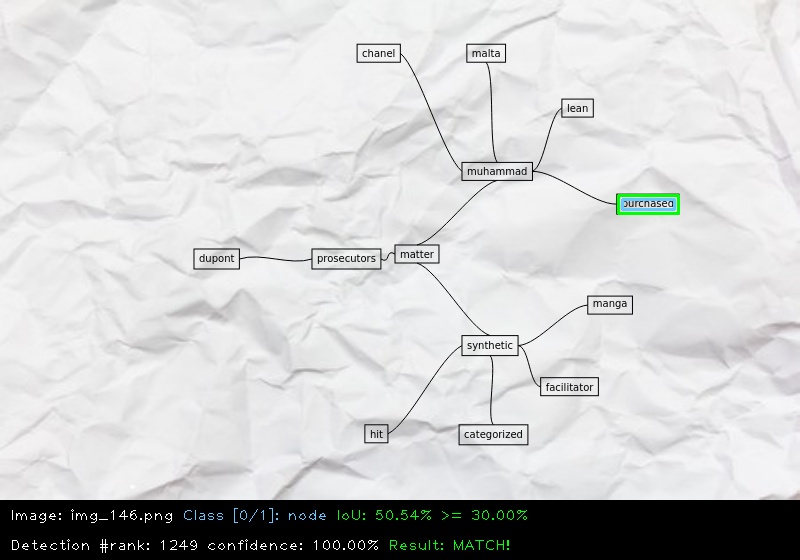 chanel malta
lean
muhammad
purchased
matter
dupont prosecutors
manga
synthetic
facilitator
hit categorized
Image: img_146.png Class [0/1]: node IoU: 50.54% >= 30.00%
Detection #rank: 1249 confidence: 100.00% Result: MATCH!